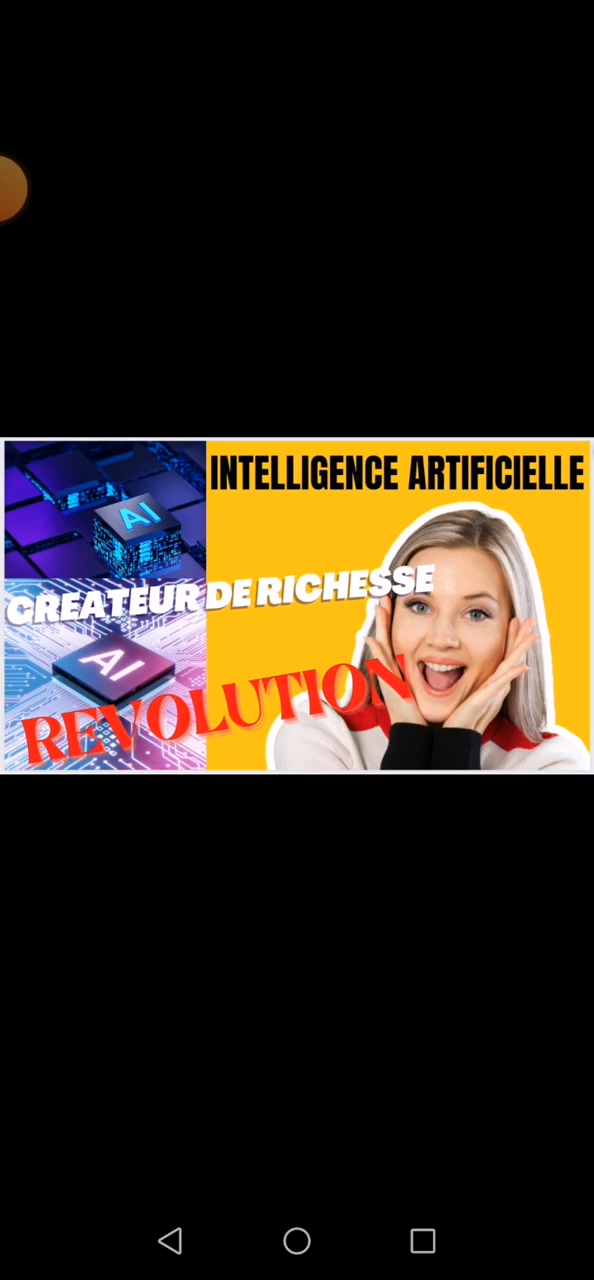 INTELLIGENCE ARTIFICIELLE
AI
CREATEUR DE RICHESSE
AI
REVOLUTION